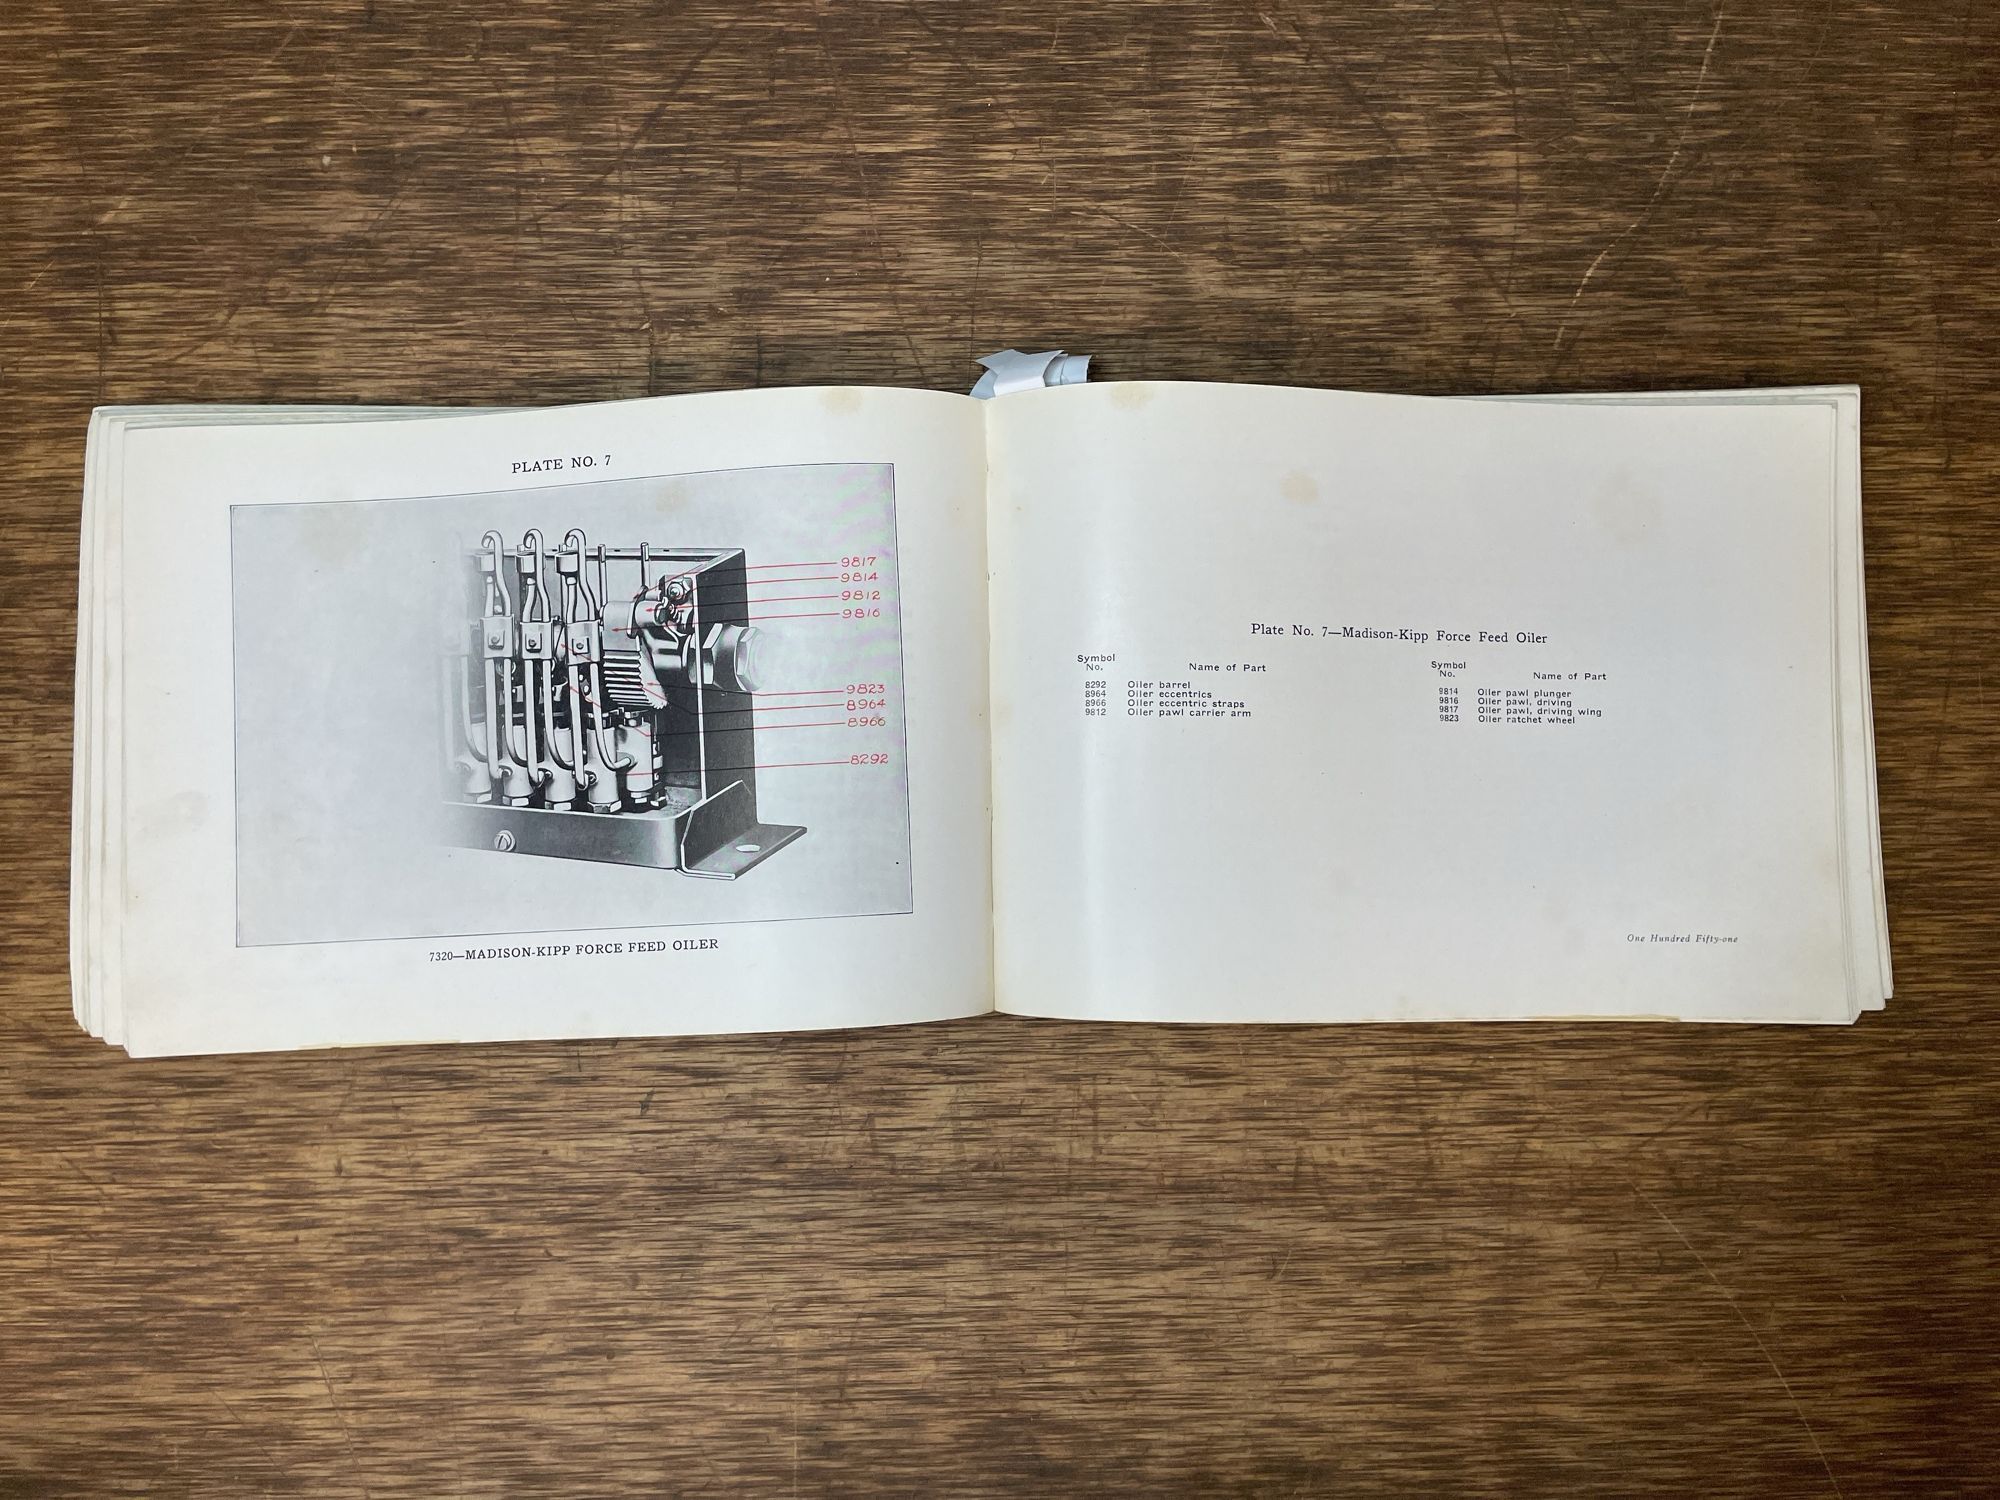 PLATE NO. 7
9817
9814
9812
9816
9823
8964
8966
8292
7320—MADISON-KIPP FORCE FEED OILER
Plate No. 7—Madison-Kipp Force Feed Oiler
Symbol
No. Name of Part
8292 Oiler barrel
8964 Oiler eccentrics
8966 Oiler eccentric straps
9812 Oiler pawl carrier arm
Symbol
No. Name of Part
9814 Oiler pawl plunger
9816 Oiler pawl, driving
9817 Oiler pawl, driving wing
9823 Oiler ratchet wheel
One Hundred Fifty-one